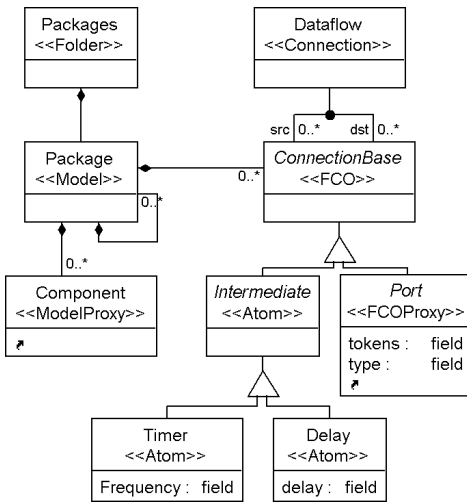 Packages
<<Folder>>
Dataflow
<<Connection>>
src 0..* dst 0..*
Package
<<Model>>
0..*
0..*
ConnectionBase
<<FCO>>
0..*
Component
<<ModelProxy>>
Intermediate
<<Atom>>
Port
<<FCOProxy>>
tokens : field
type : field
Timer
<<Atom>>
Frequency : field
Delay
<<Atom>>
delay : field